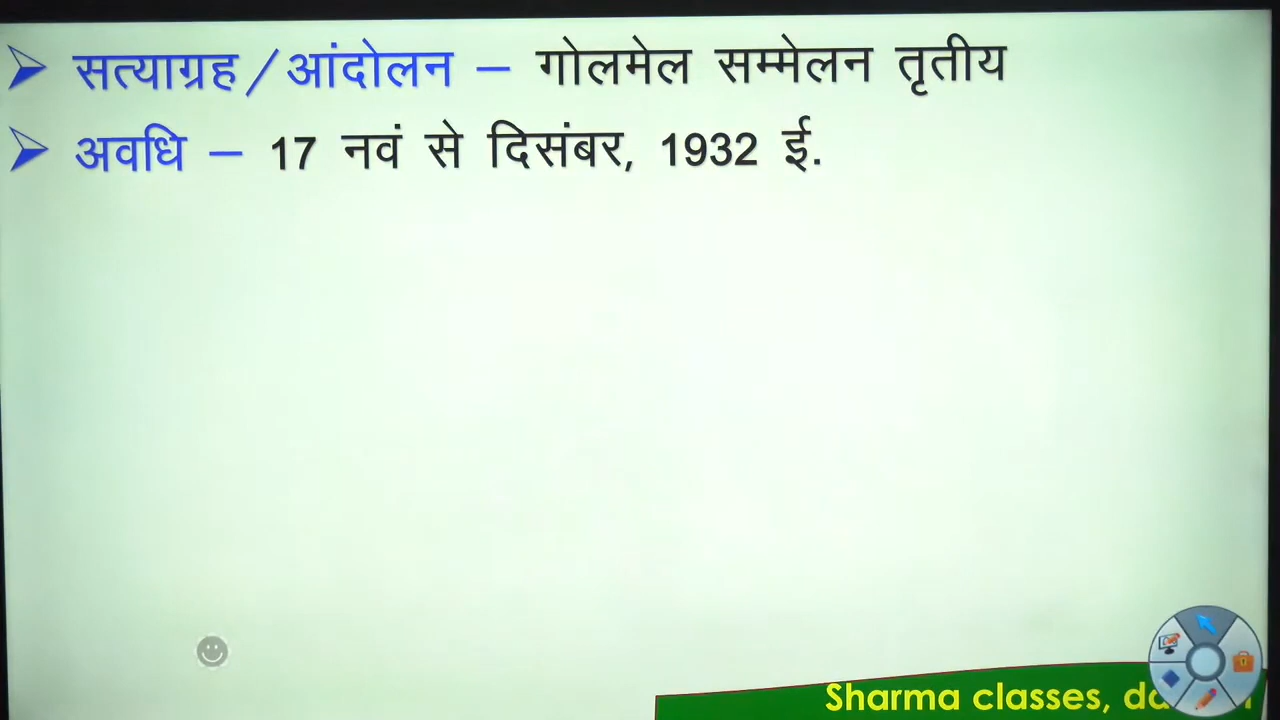 सत्याग्रह/आंदोलन – गोलमेल सम्मेलन तृतीय
अवधि – 17 नवं से दिसंबर, 1932 ई.
Sharma classes,